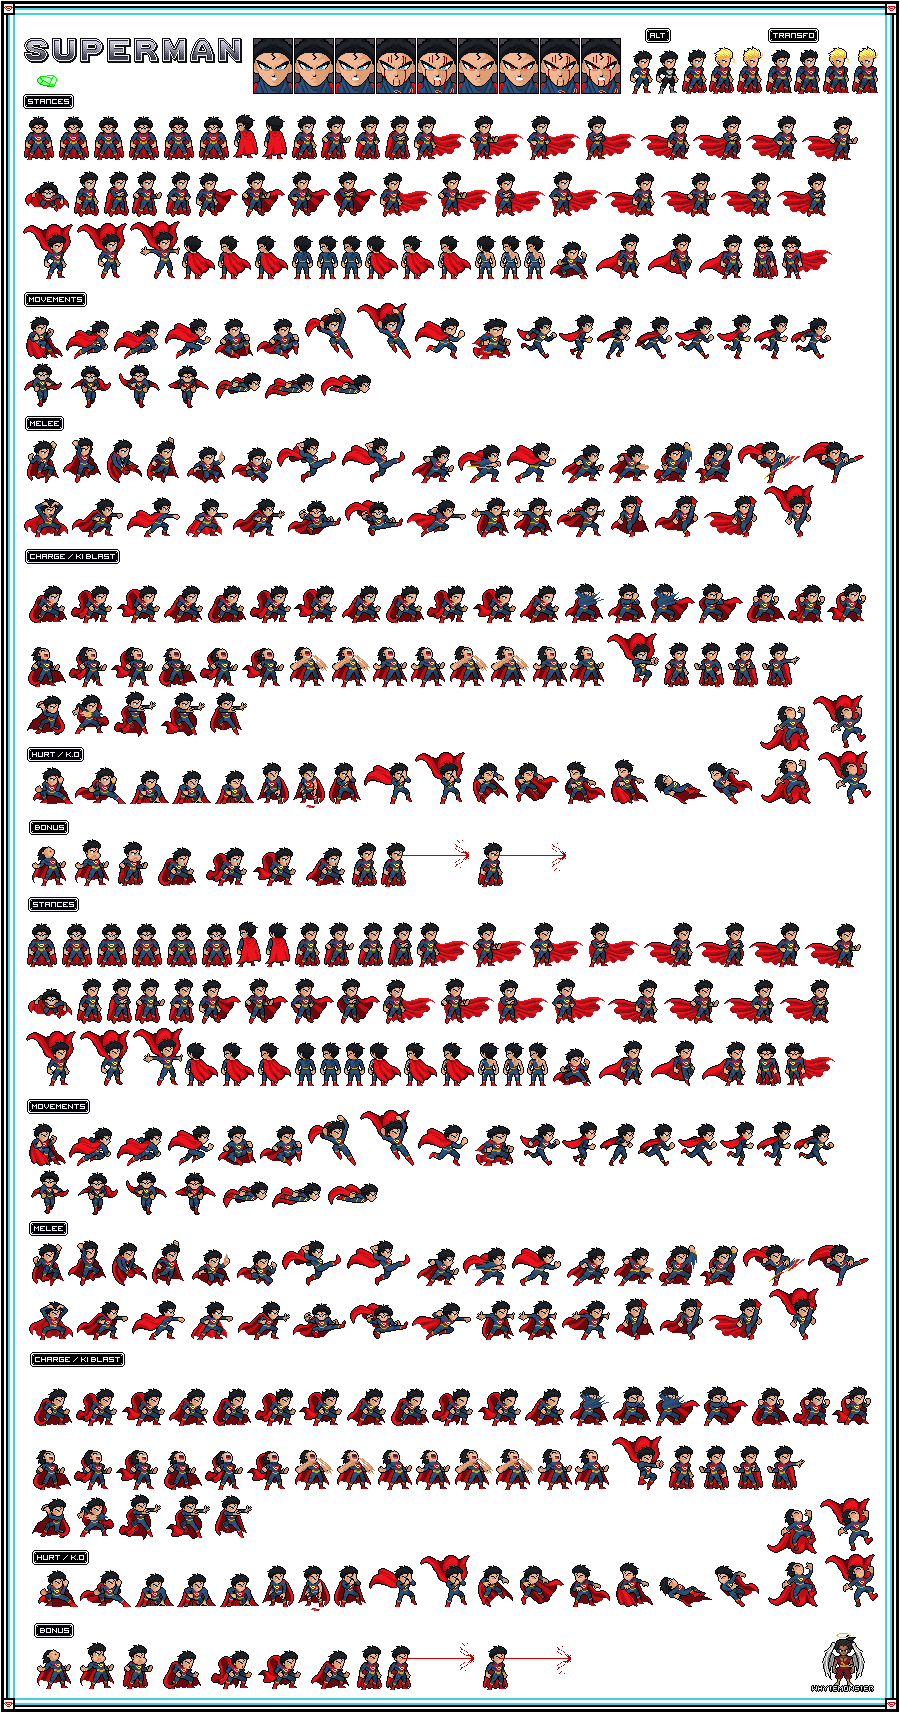 SUPERMAN
ALT
TRANSFO
STANCES
MOVEMENTS
MELEE
CHARGE / KI BLAST
HURT / K.O
BONUS
STANCES
MOVEMENTS
MELEE
CHARGE / KI BLAST
HURT / K.O
BONUS